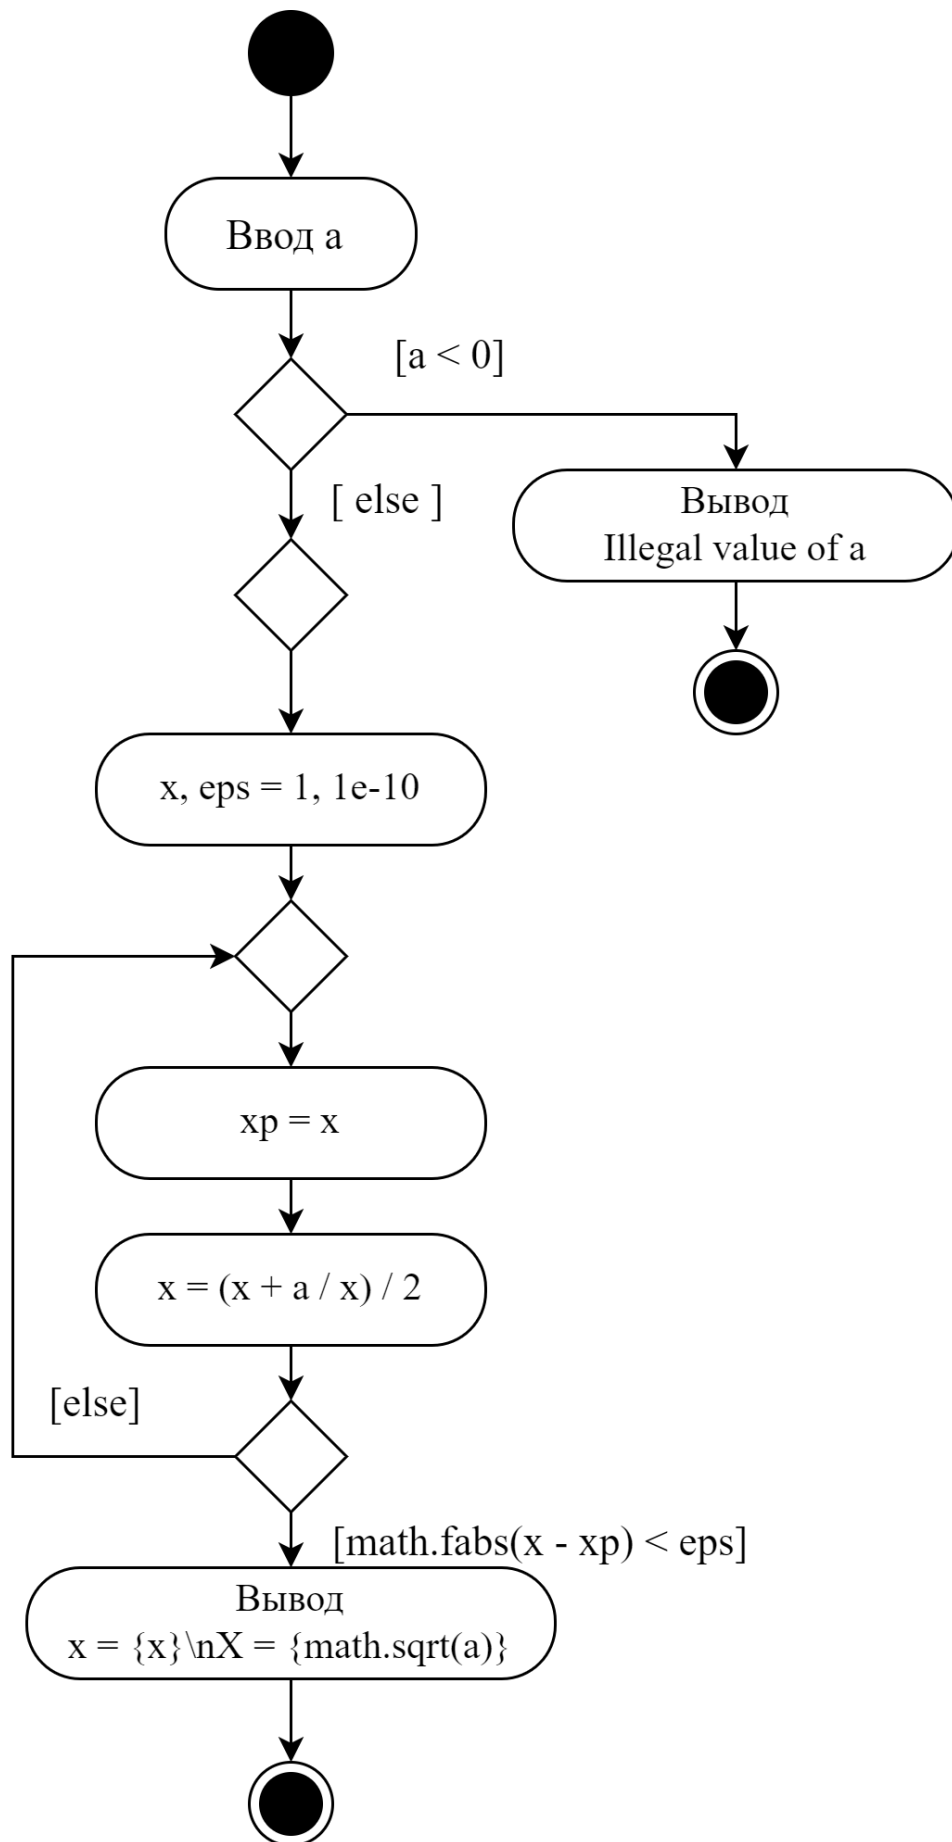 Ввод a
[a < 0]
[ else ]
Вывод
Illegal value of a
x, eps = 1, 1e-10
xp = x
x = (x + a / x) / 2
[else]
[math.fabs(x - xp) < eps]
Вывод
x = {x}\nX = {math.sqrt(a)}